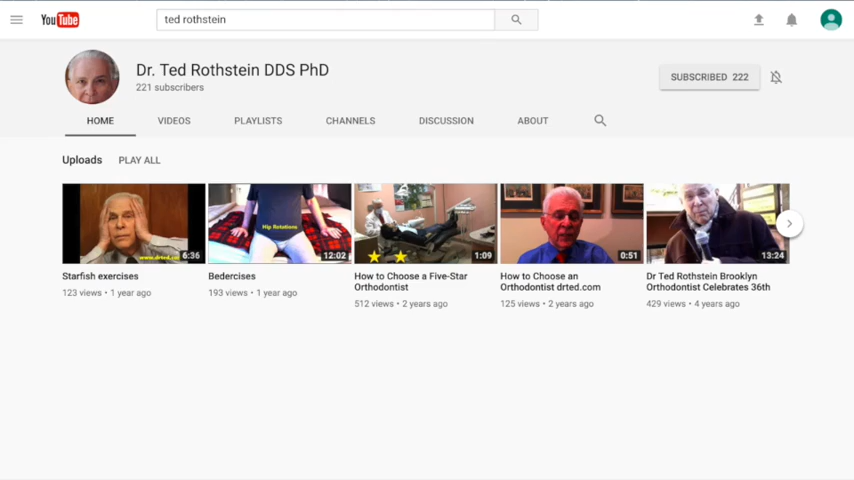 YouTube
ted rothstein
Dr. Ted Rothstein DDS PhD
221 subscribers
SUBSCRIBED 222
HOME VIDEOS PLAYLISTS CHANNELS DISCUSSION ABOUT
Uploads PLAY ALL
www.drted.com 6:36
Hip Rotations
12:02
1:09
0:51
13:24
Starfish exercises
123 views • 1 year ago
Bedercises
193 views • 1 year ago
How to Choose a Five-Star
Orthodontist
512 views • 2 years ago
How to Choose an
Orthodontist drted.com
125 views • 2 years ago
Dr Ted Rothstein Brooklyn
Orthodontist Celebrates 36th
429 views • 4 years ago